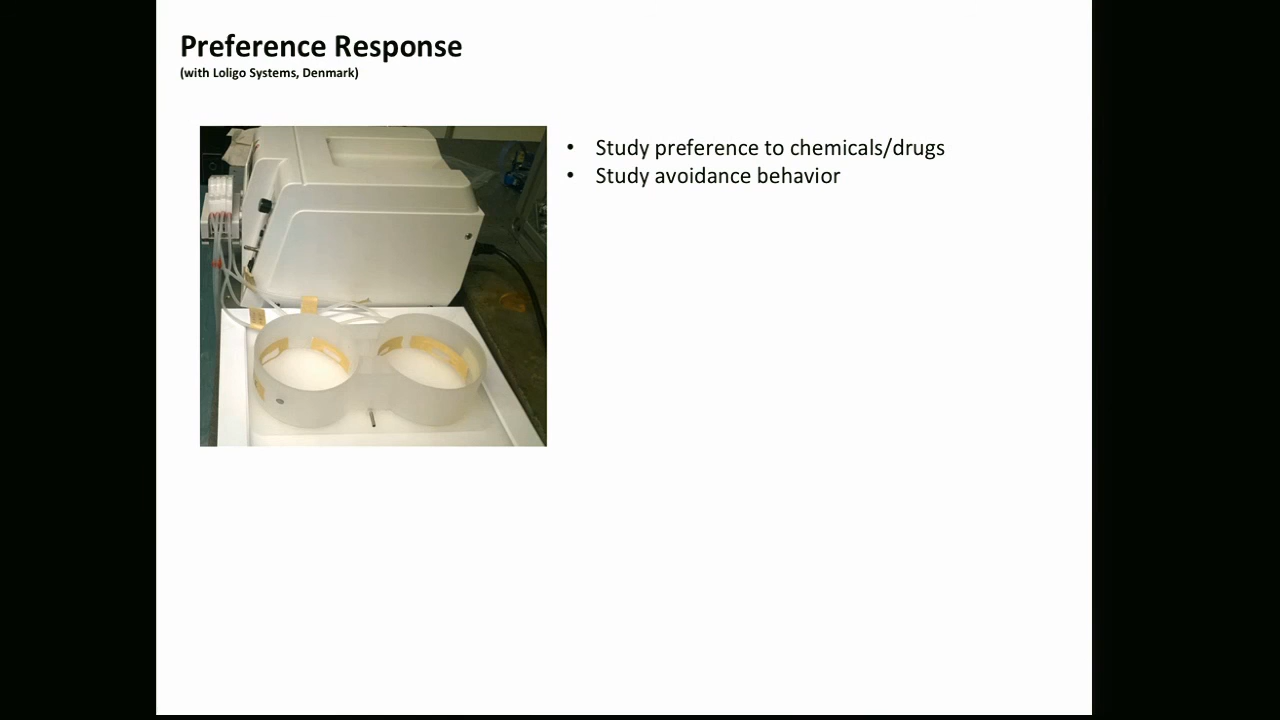 Preference Response
(with Loligo Systems, Denmark)
• Study preference to chemicals/drugs
• Study avoidance behavior